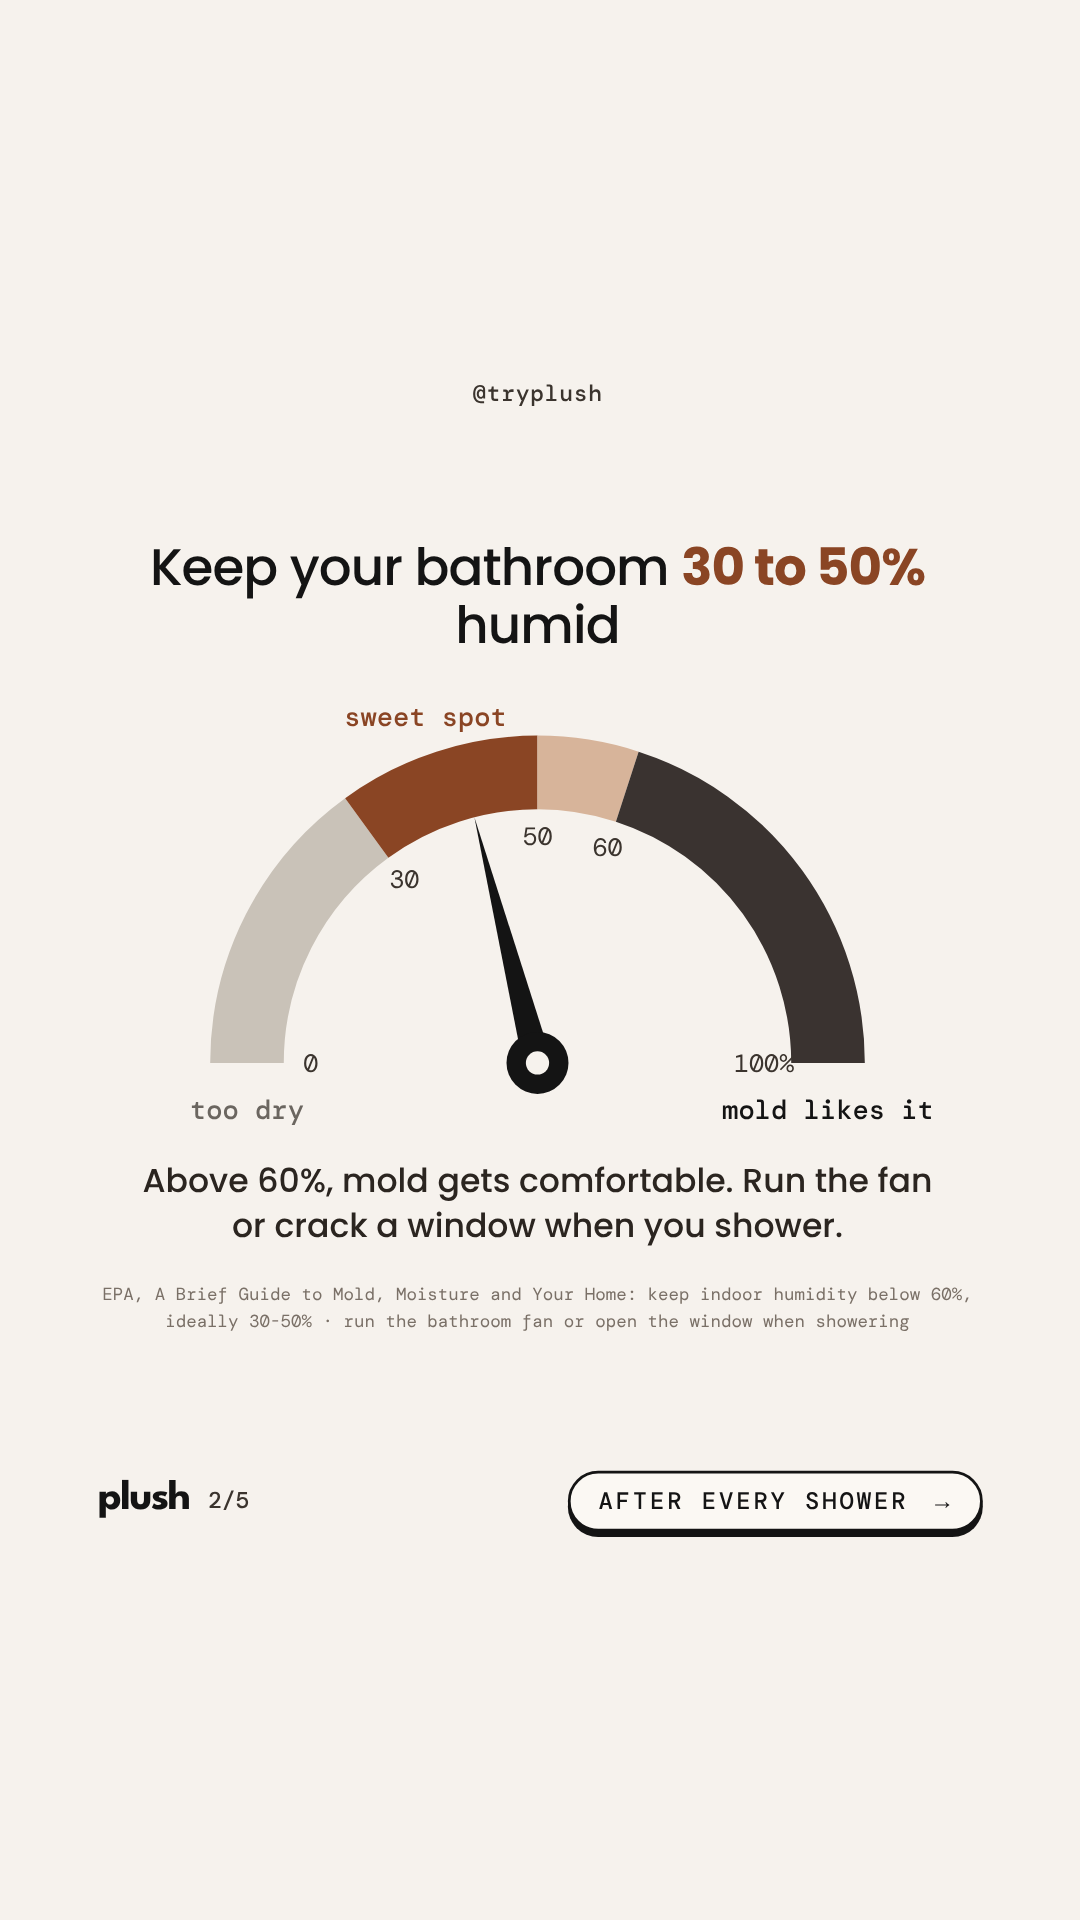 @tryplush
Keep your bathroom 30 to 50%
humid
sweet spot
50
60
30
0
100%
too dry
mold likes it
Above 60%, mold gets comfortable. Run the fan
or crack a window when you shower.
EPA, A Brief Guide to Mold, Moisture and Your Home: keep indoor humidity below 60%,
ideally 30-50% · run the bathroom fan or open the window when showering
plush 2/5
AFTER EVERY SHOWER →